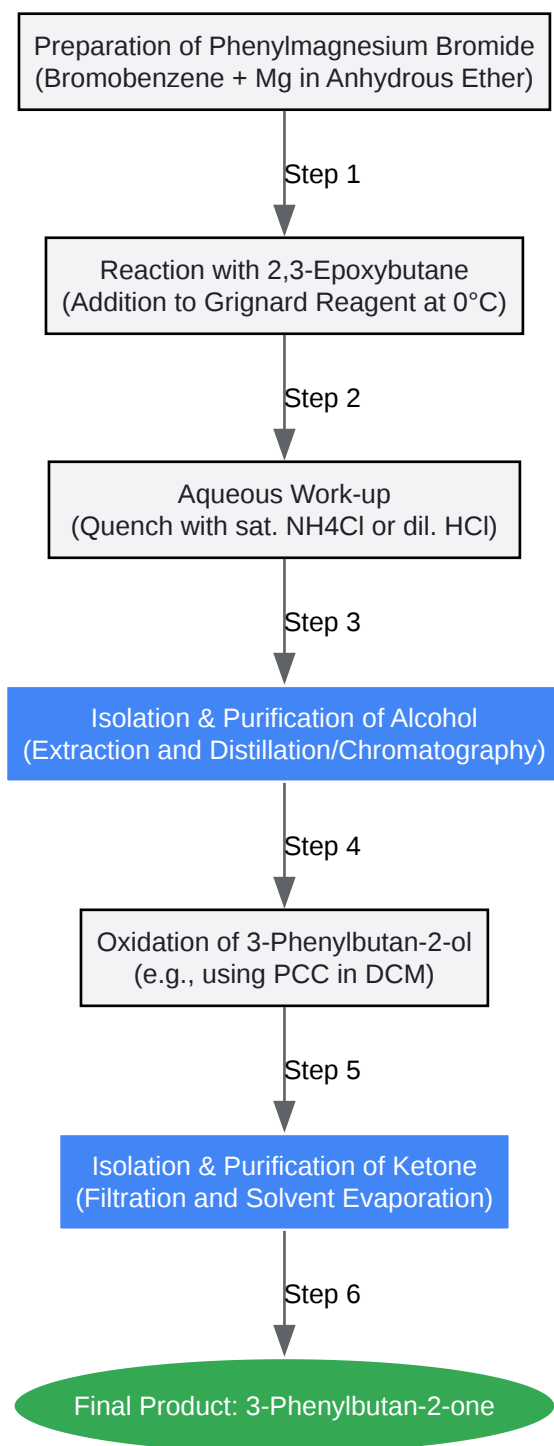 Preparation of Phenylmagnesium Bromide
(Bromobenzene + Mg in Anhydrous Ether)
Step 1
Reaction with 2,3-Epoxybutane
(Addition to Grignard Reagent at 0°C)
Step 2
Aqueous Work-up
(Quench with sat. NH4Cl or dil. HCl)
Step 3
Isolation & Purification of Alcohol
(Extraction and Distillation/Chromatography)
Step 4
Oxidation of 3-Phenylbutan-2-ol
(e.g., using PCC in DCM)
Step 5
Isolation & Purification of Ketone
(Filtration and Solvent Evaporation)
Step 6
Final Product: 3-Phenylbutan-2-one